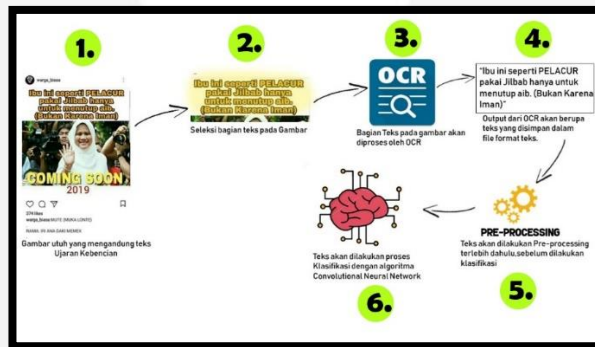 1.
warga_biasa
Ibu ini seperti PELACUR
pakai Jilbab hanya
untuk menutup aib.
(Bukan Karena Iman)
COMING SOON
2019
274 likes
Gambar utuh yang mengandung teks
Ujaran Kebencian
2.
Ibu ini seperti PELACUR
pakai Jilbab hanya
untuk menutup aib.
(Bukan Karena Iman)
Seleksi bagian teks pada Gambar
3.
OCR
Bagian Teks pada gambar akan
diproses oleh OCR
4.
"Ibu ini seperti PELACUR
pakai Jilbab hanya untuk
menutup aib. (Bukan Karena
Iman)"
Output dari OCR akan berupa
teks yang disimpan dalam
file format teks.
PRE-PROCESSING
Teks akan dilakukan Pre-processing
terlebih dahulu,sebelum dilakukan
klasifikasi
5.
Teks akan dilakukan proses
Klasifikasi dengan algoritma
Convolutional Neural Network
6.